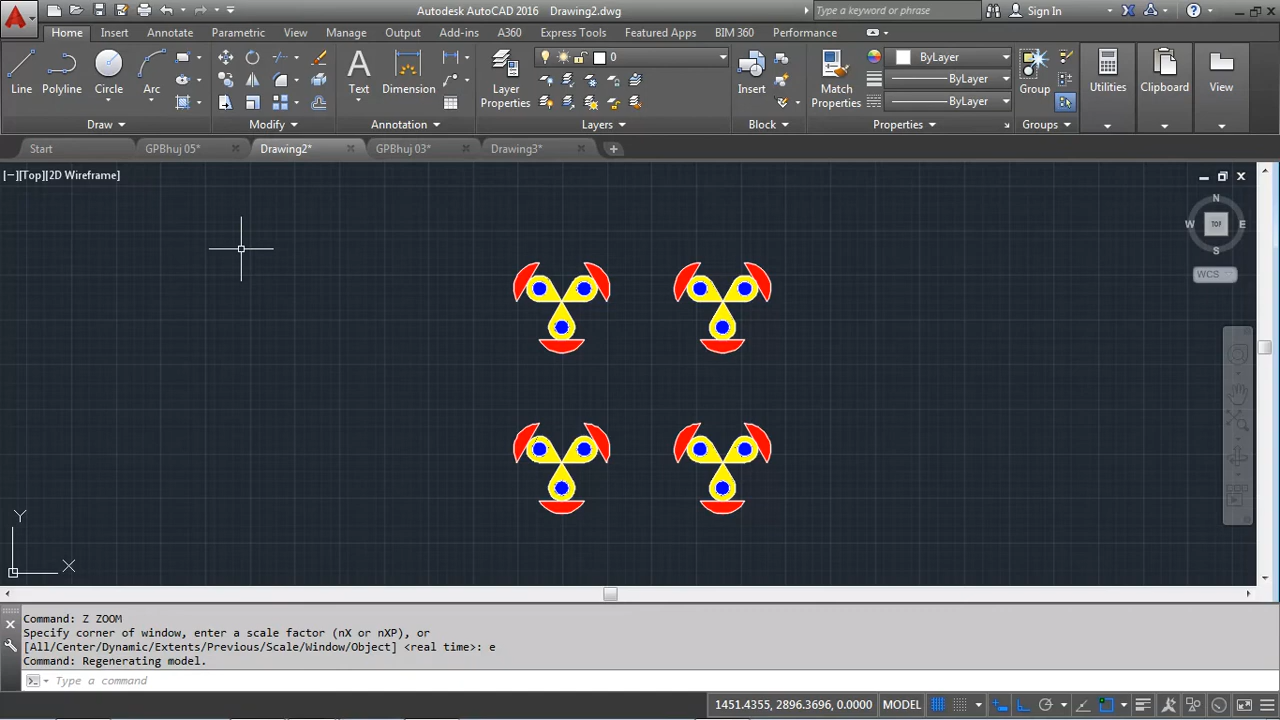 Autodesk AutoCAD 2016 Drawing2.dwg
Type a keyword or phrase
Sign In
Home Insert Annotate Parametric View Manage Output Add-ins A360 Express Tools Featured Apps BIM 360 Performance
0
ByLayer
ByLayer
ByLayer
Line Polyline Circle Arc Text Dimension Layer Properties Insert Match Properties Group Utilities Clipboard View
Draw Modify Annotation Layers Block Properties Groups
Start GPBhuj 05* Drawing2* GPBhuj 03* Drawing3*
[−][Top][2D Wireframe]
N
W TOP E
S
WCS
Y
X
Command: Z ZOOM
Specify corner of window, enter a scale factor (nX or nXP), or
[All/Center/Dynamic/Extents/Previous/Scale/Window/Object] <real time>: e
Command: Regenerating model.
Type a command
1451.4355, 2896.3696, 0.0000 MODEL